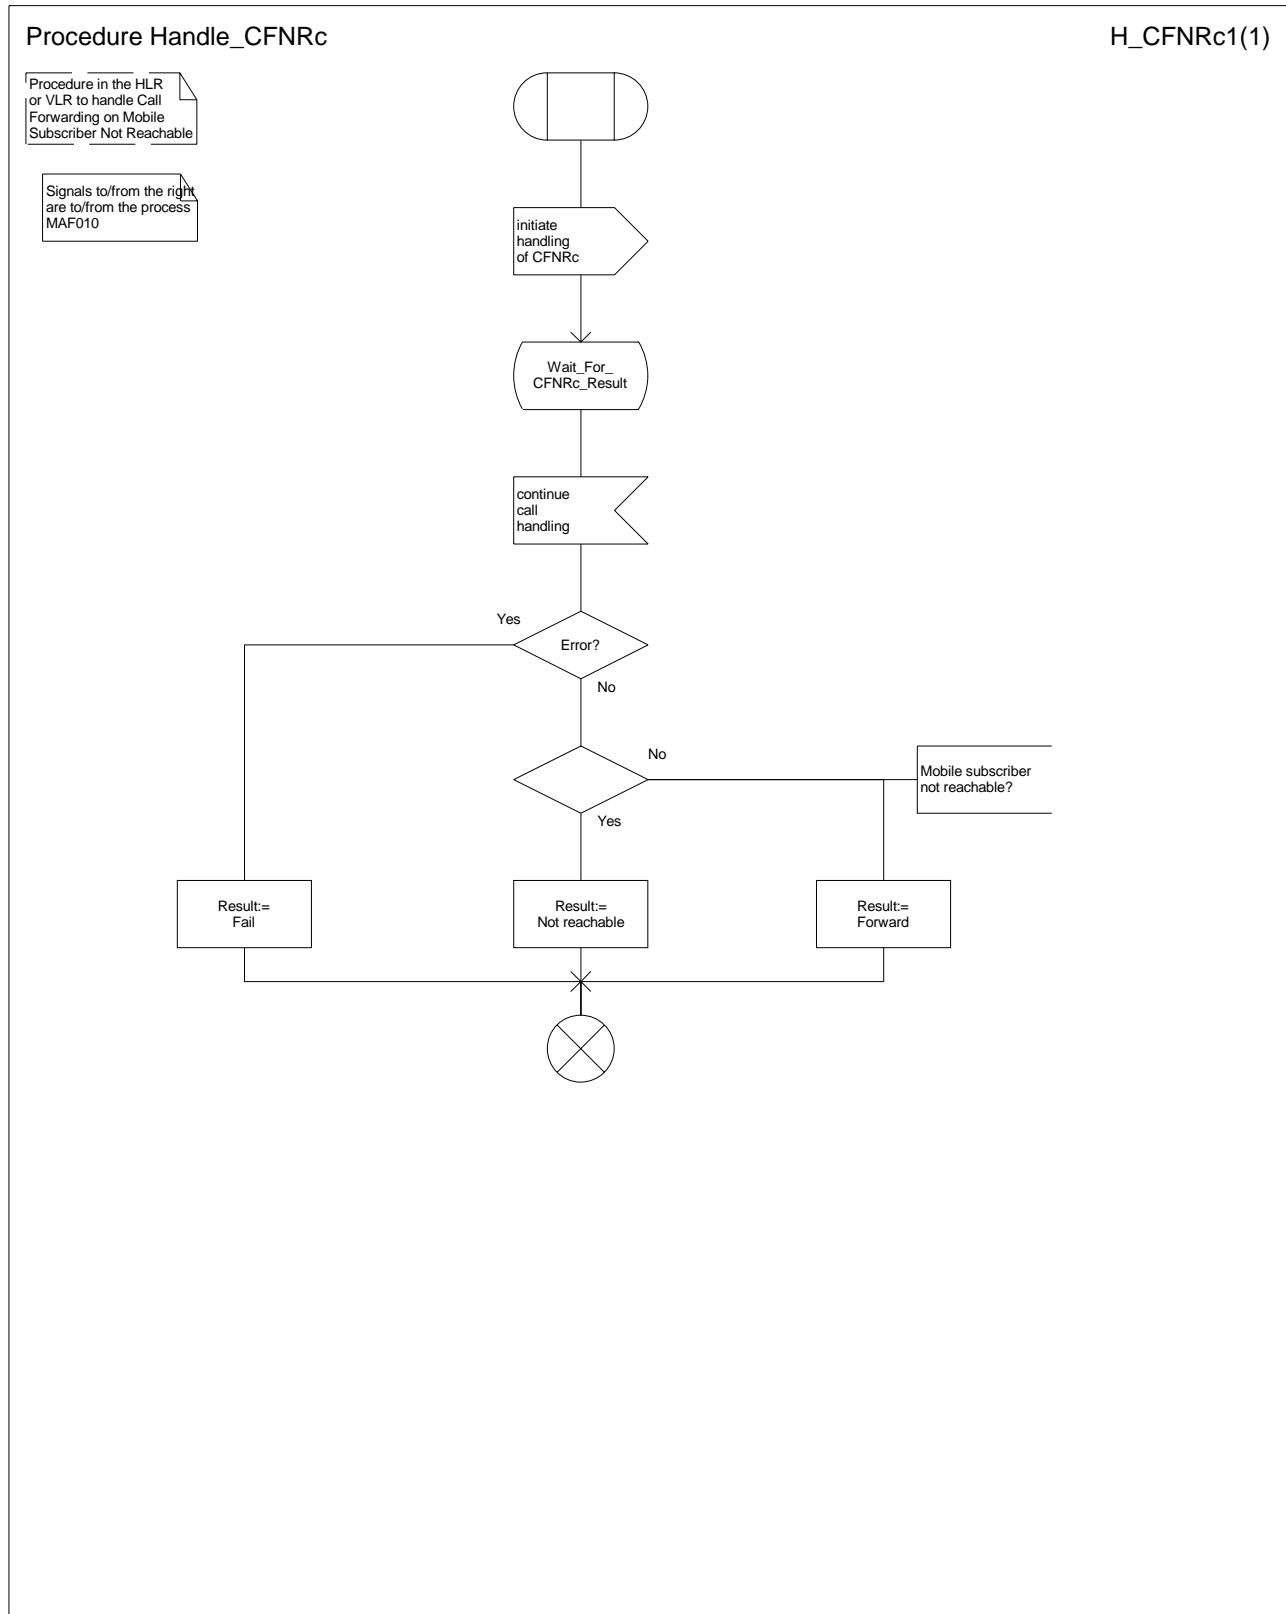 Procedure Handle_CFNRc
H_CFNRc1(1)
Procedure in the HLR
or VLR to handle Call
Forwarding on Mobile
Subscriber Not Reachable
Signals to/from the right
are to/from the process
MAF010
initiate
handling
of CFNRc
Wait_For_
CFNRc_Result
continue
call
handling
Yes
Error?
No
No
Mobile subscriber
not reachable?
Yes
Result:=
Fail
Result:=
Not reachable
Result:=
Forward